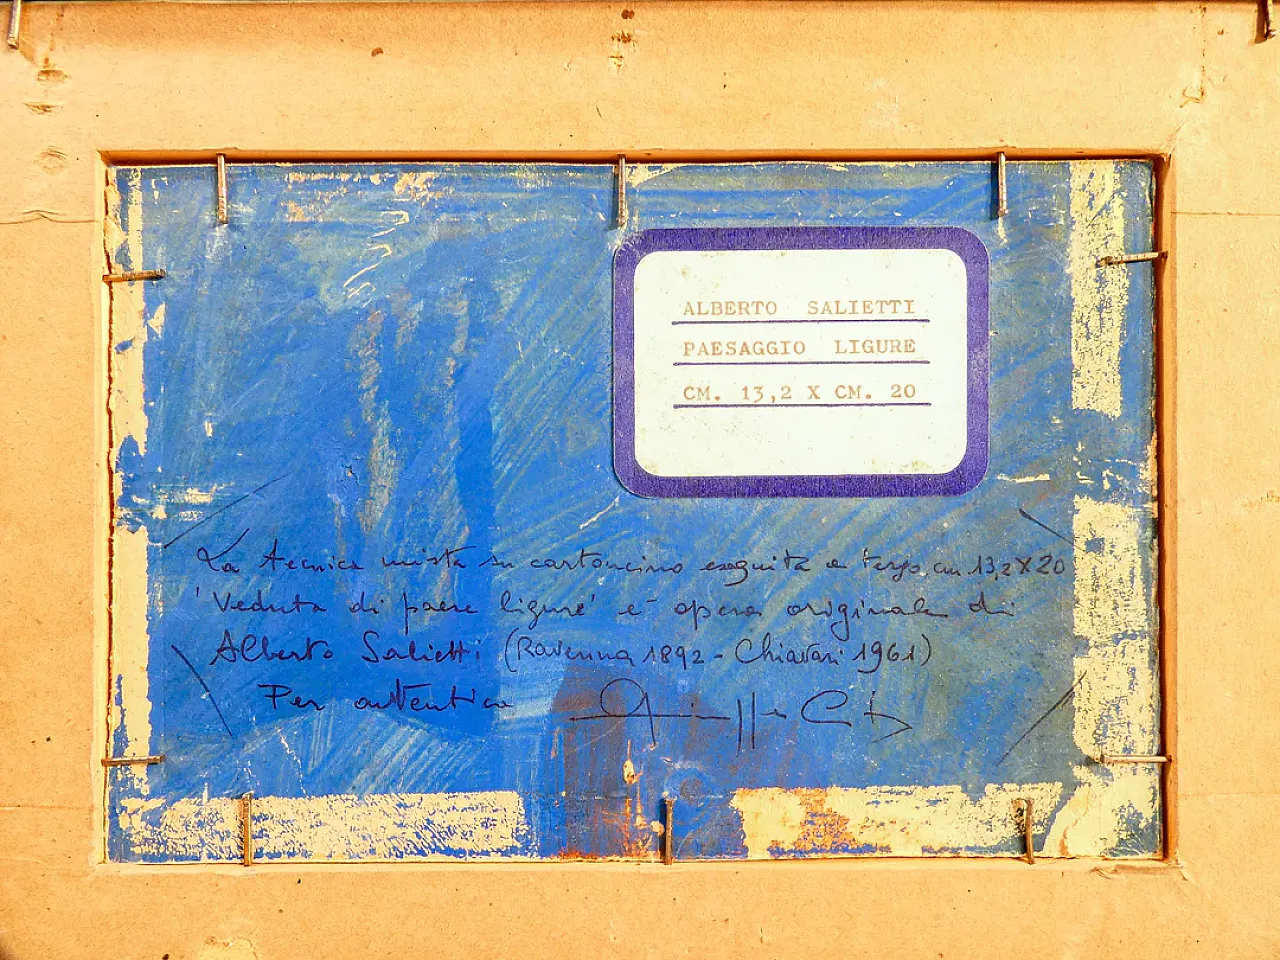 ALBERTO SALIETTI
PAESAGGIO LIGURE
CM. 13,2 X CM. 20
La tecnica mista su cartoncino eseguita a tergo cm 13,2 X 20
'Veduta di paese ligure' e' opera originale di
Alberto Salietti (Ravenna 1892 - Chiavari 1961)
Per autentica